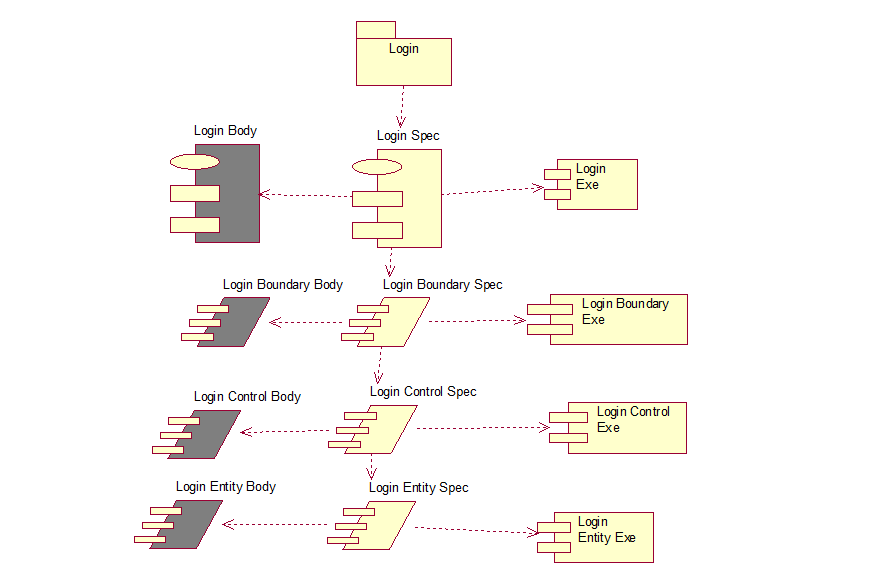 Login
Login Body
Login Spec
Login
Exe
Login Boundary Body
Login Boundary Spec
Login Boundary
Exe
Login Control Body
Login Control Spec
Login Control
Exe
Login Entity Body
Login Entity Spec
Login
Entity Exe